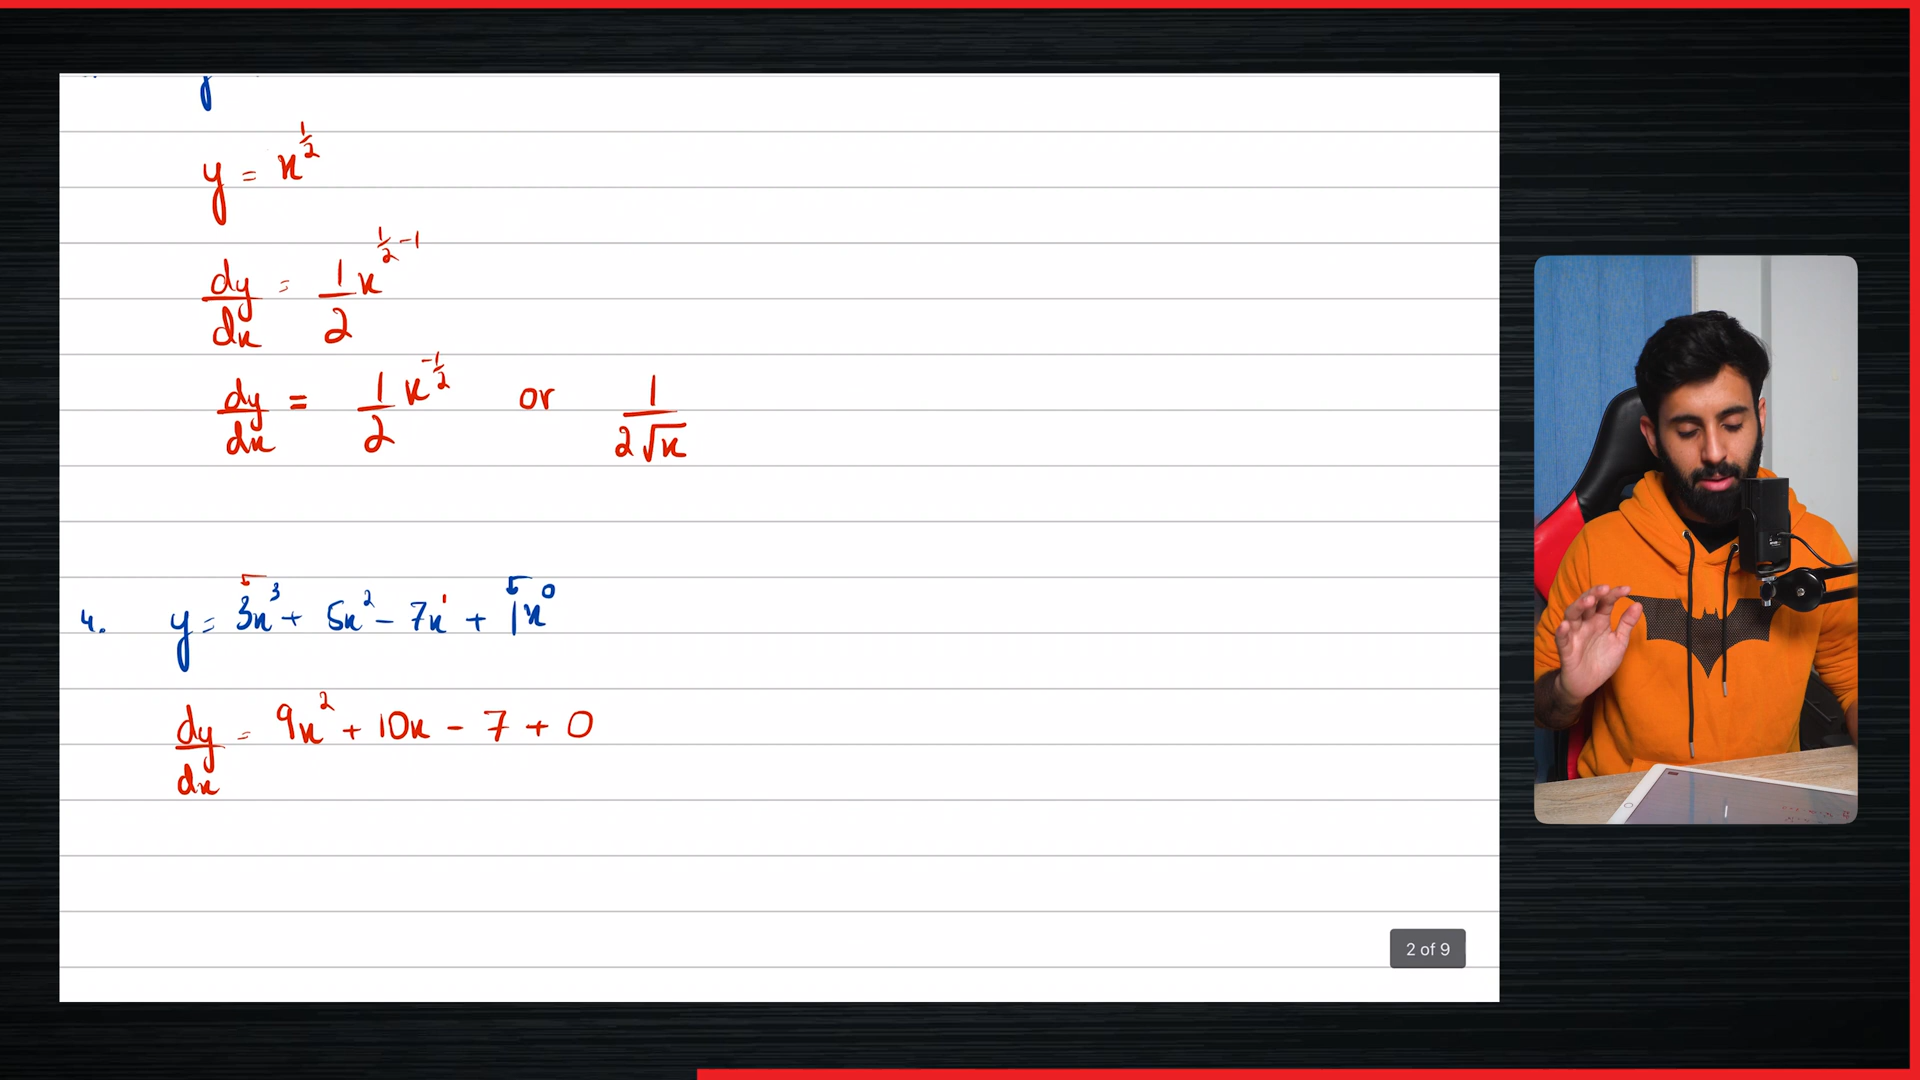 y
y = x^{1/2}
dy/dx = 1/2 x^{1/2 - 1}
dy/dx = 1/2 x^{-1/2} or 1/(2√x)
4. y = 3x^3 + 5x^2 - 7x^1 + 1x^0
dy/dx = 9x^2 + 10x - 7 + 0
2 of 9